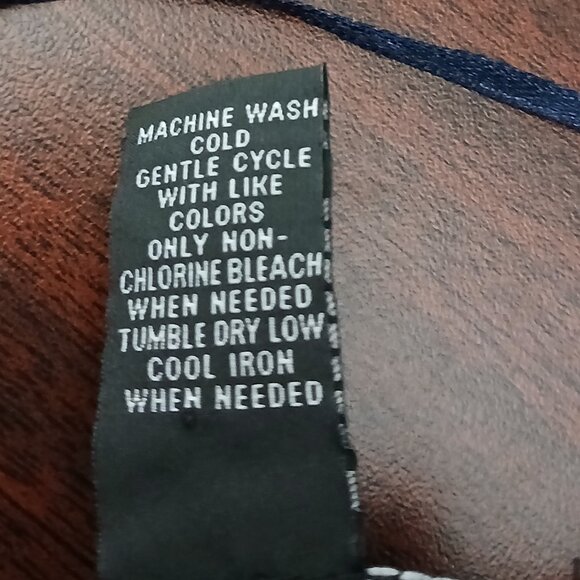 MACHINE WASH
COLD
GENTLE CYCLE
WITH LIKE
COLORS
ONLY NON-
CHLORINE BLEACH
WHEN NEEDED
TUMBLE DRY LOW
COOL IRON
WHEN NEEDED